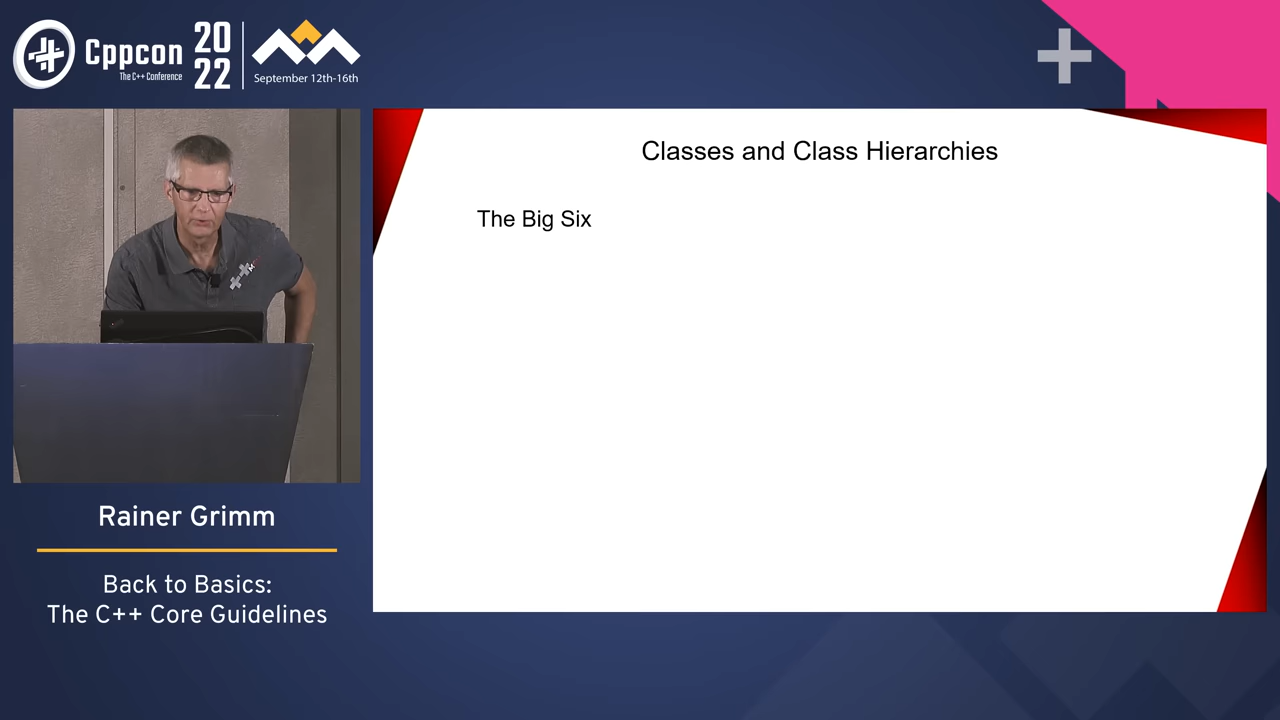 Cppcon
The C++ Conference
20
22
September 12th-16th
Classes and Class Hierarchies
The Big Six
Rainer Grimm
Back to Basics:
The C++ Core Guidelines